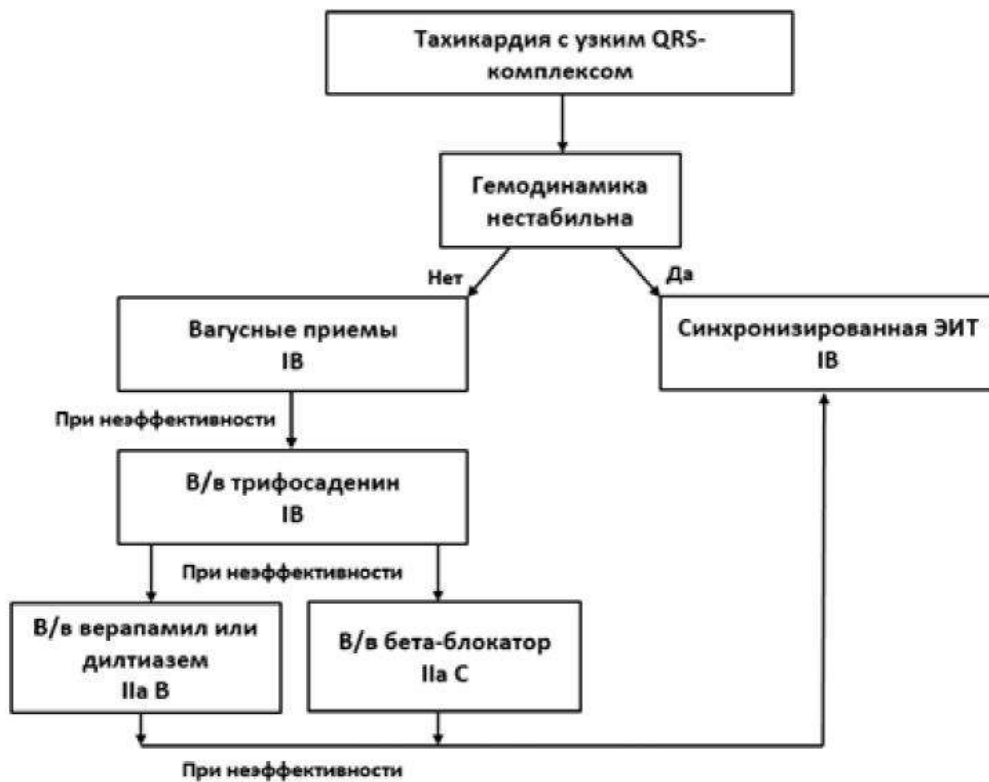 Тахикардия с узким QRS-
комплексом
Гемодинамика
нестабильна
Нет
Да
Вагусные приемы
IB
Синхронизированная ЭИТ
IB
При неэффективности
В/в трифосаденин
IB
При неэффективности
В/в верапамил или
дилтиазем
IIa B
В/в бета-блокатор
IIa C
При неэффективности